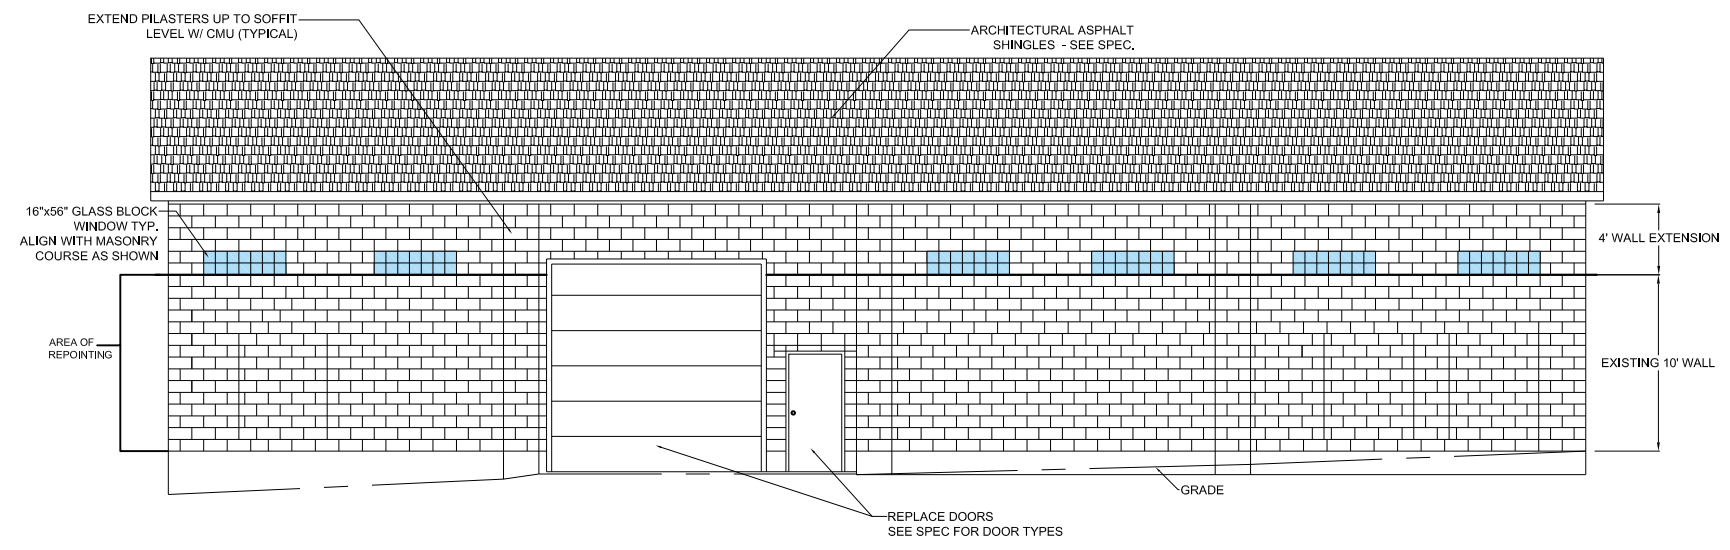 EXTEND PILASTERS UP TO SOFFIT
LEVEL W/ CMU (TYPICAL)
ARCHITECTURAL ASPHALT
SHINGLES - SEE SPEC.
16"x56" GLASS BLOCK
WINDOW TYP.
ALIGN WITH MASONRY
COURSE AS SHOWN
4' WALL EXTENSION
AREA OF
REPOINTING
EXISTING 10' WALL
GRADE
REPLACE DOORS
SEE SPEC FOR DOOR TYPES